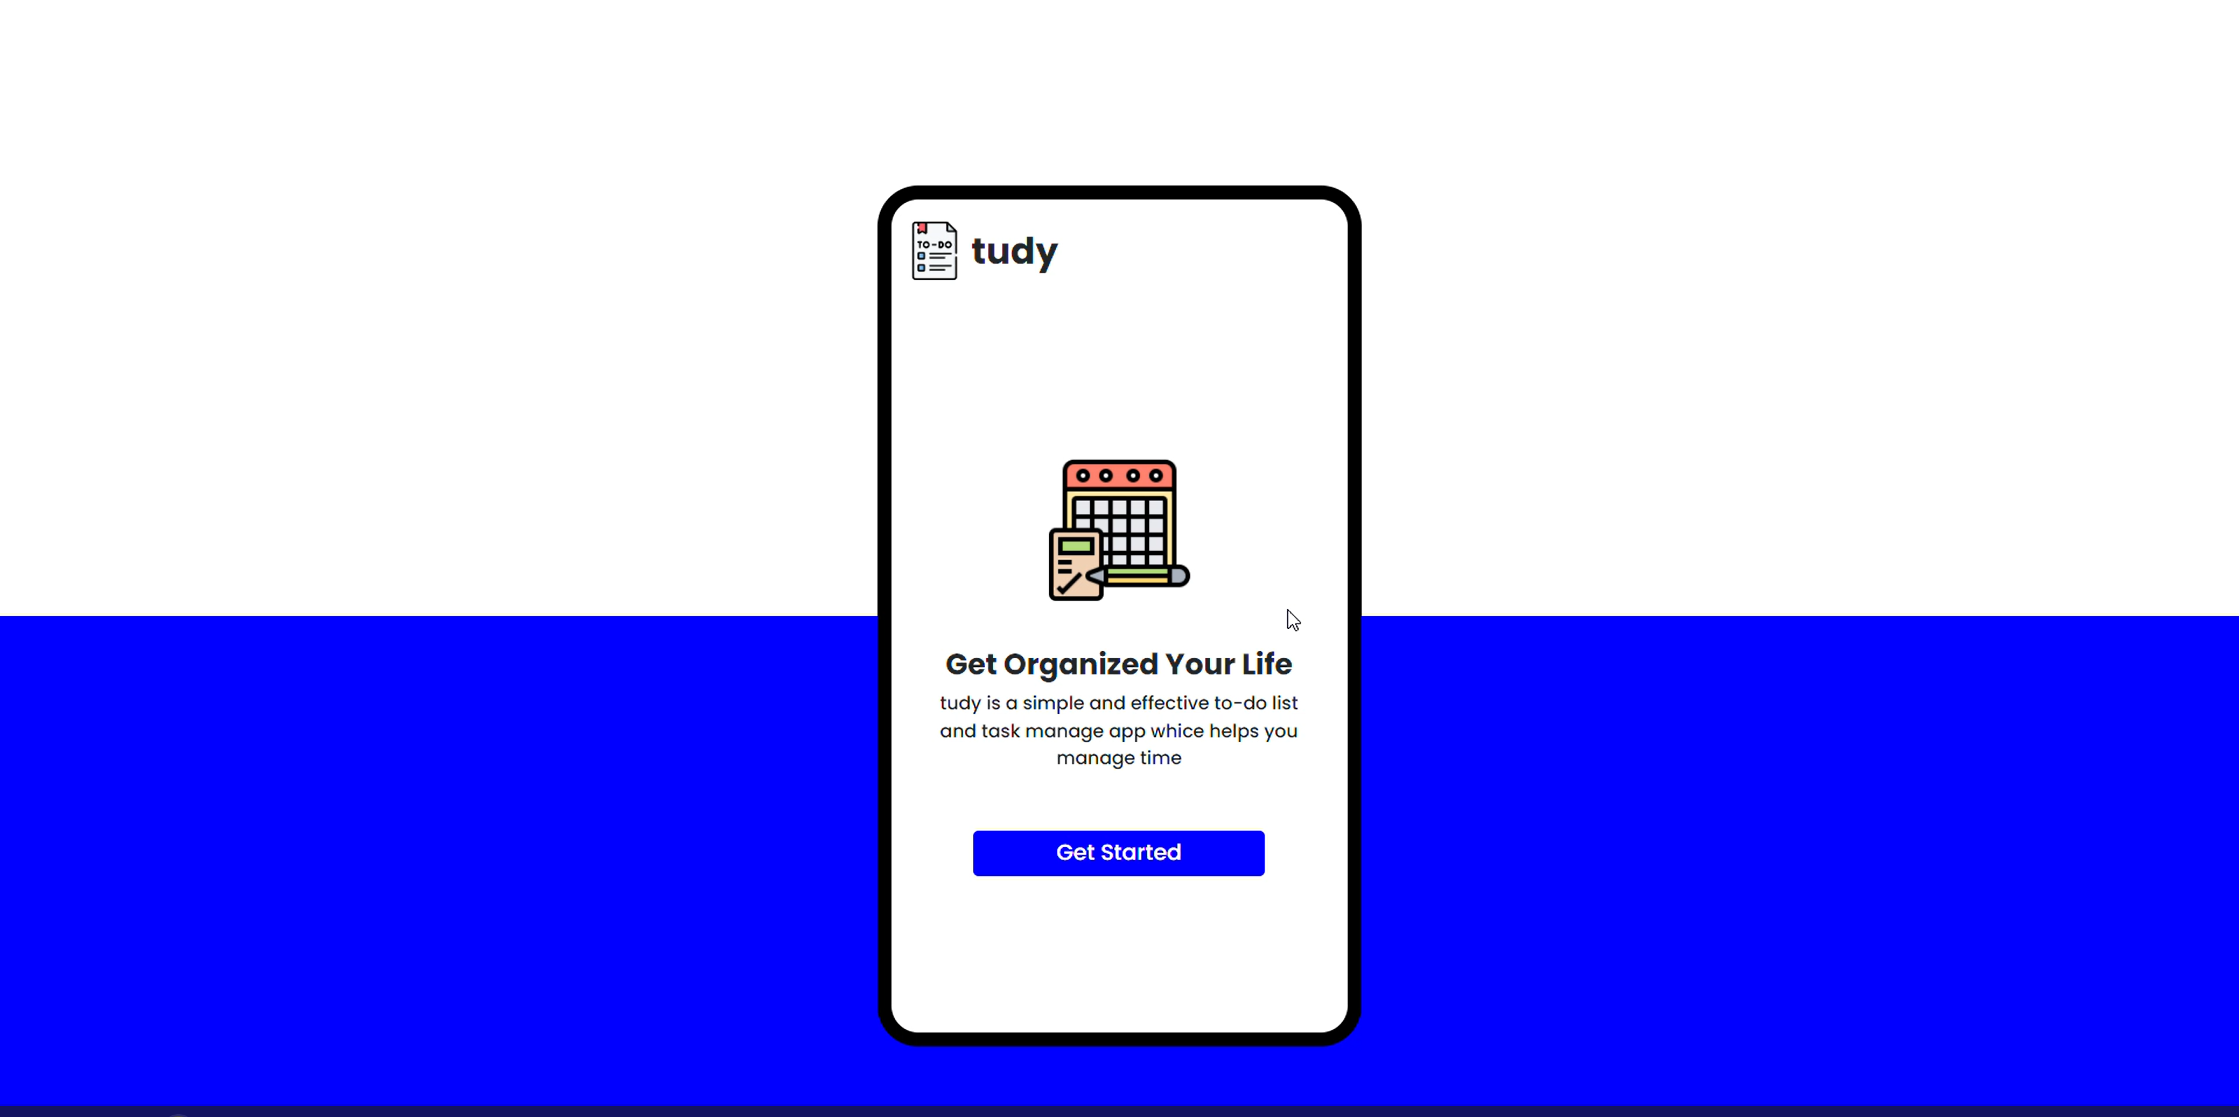 TO-DO
tudy
Get Organized Your Life
tudy is a simple and effective to-do list
and task manage app whice helps you
manage time
Get Started